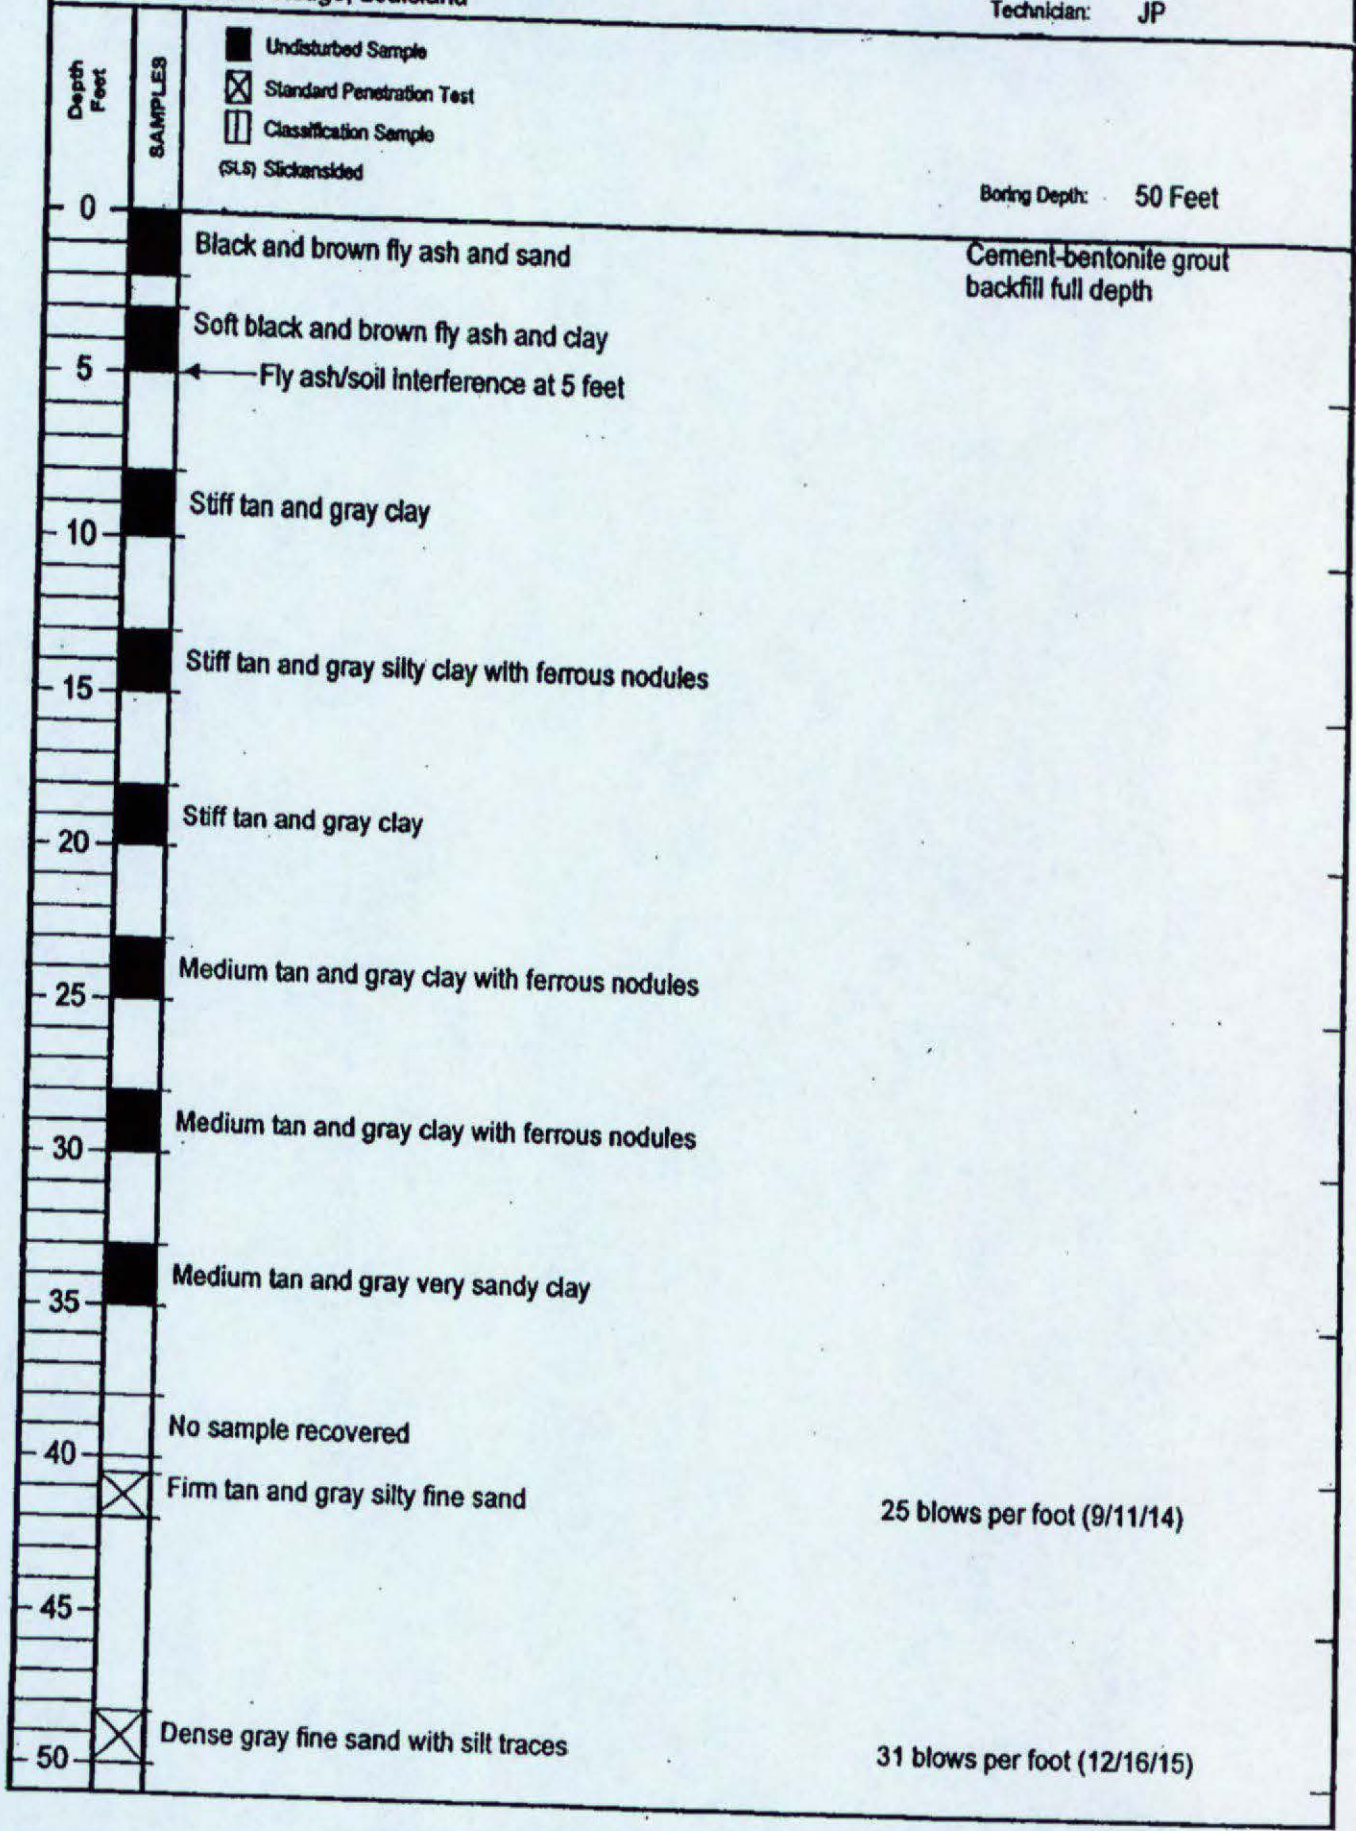 Technician: JP
Depth
Feet
SAMPLES
Undisturbed Sample
Standard Penetration Test
Classification Sample
(SLS) Slickensided
Boring Depth: 50 Feet
0
Black and brown fly ash and sand
Cement-bentonite grout
backfill full depth
Soft black and brown fly ash and clay
5
Fly ash/soil interference at 5 feet
Stiff tan and gray clay
10
Stiff tan and gray silty clay with ferrous nodules
15
Stiff tan and gray clay
20
Medium tan and gray clay with ferrous nodules
25
Medium tan and gray clay with ferrous nodules
30
Medium tan and gray very sandy clay
35
No sample recovered
40
Firm tan and gray silty fine sand
25 blows per foot (9/11/14)
45
Dense gray fine sand with silt traces
50
31 blows per foot (12/16/15)